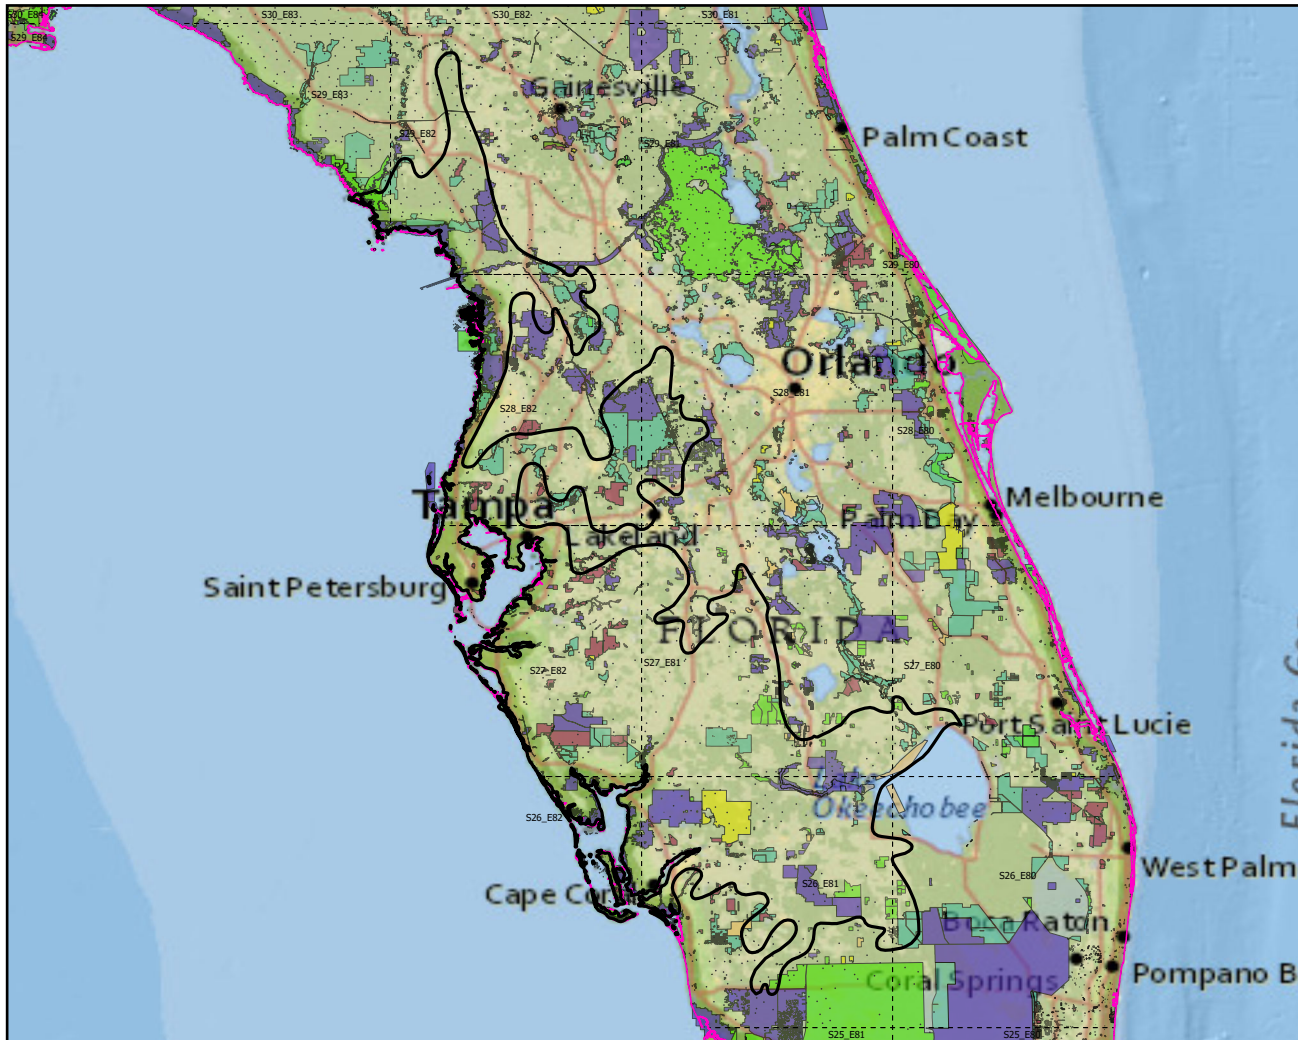 S30_E84
S30_E83
S30_E82
S30_E81
S29_E84
Gainesville
S29_E83
S29_E82
Palm Coast
S29_E81
S29_E80
Orlando
S28_E81
S28_E82
S28_E80
Melbourne
Tampa
Palm Bay
Lakeland
Saint Petersburg
FLORIDA
S27_E82
S27_E81
S27_E80
Port Saint Lucie
Lake
Okeechobee
S26_E82
West Palm
S26_E80
S26_E81
Cape Cor
Boca Raton
Pompano B
Coral Springs
S25_E81
S25_E80
Florida